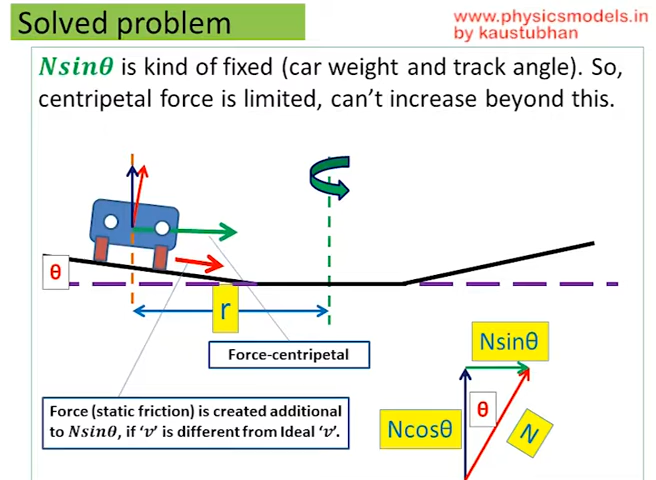 Solved problem
www.physicsmodels.in
by kaustubhan
Nsinθ is kind of fixed (car weight and track angle). So,
centripetal force is limited, can't increase beyond this.
θ
r
Force-centripetal
Force (static friction) is created additional
to Nsinθ, if 'v' is different from Ideal 'v'.
Nsinθ
θ
Ncosθ
N